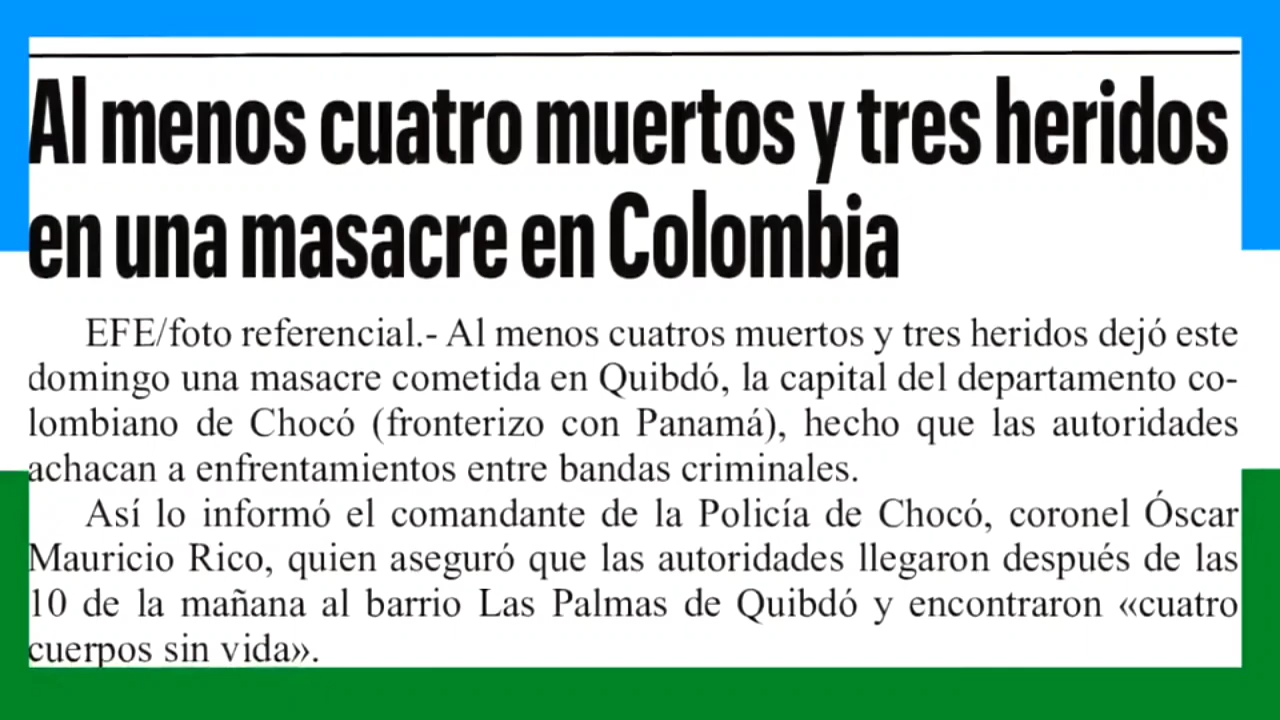 Al menos cuatro muertos y tres heridos
en una masacre en Colombia
EFE/foto referencial.- Al menos cuatros muertos y tres heridos dejó este
domingo una masacre cometida en Quibdó, la capital del departamento co-
lombiano de Chocó (fronterizo con Panamá), hecho que las autoridades
achacan a enfrentamientos entre bandas criminales.
Así lo informó el comandante de la Policía de Chocó, coronel Óscar
Mauricio Rico, quien aseguró que las autoridades llegaron después de las
10 de la mañana al barrio Las Palmas de Quibdó y encontraron «cuatro
cuerpos sin vida».